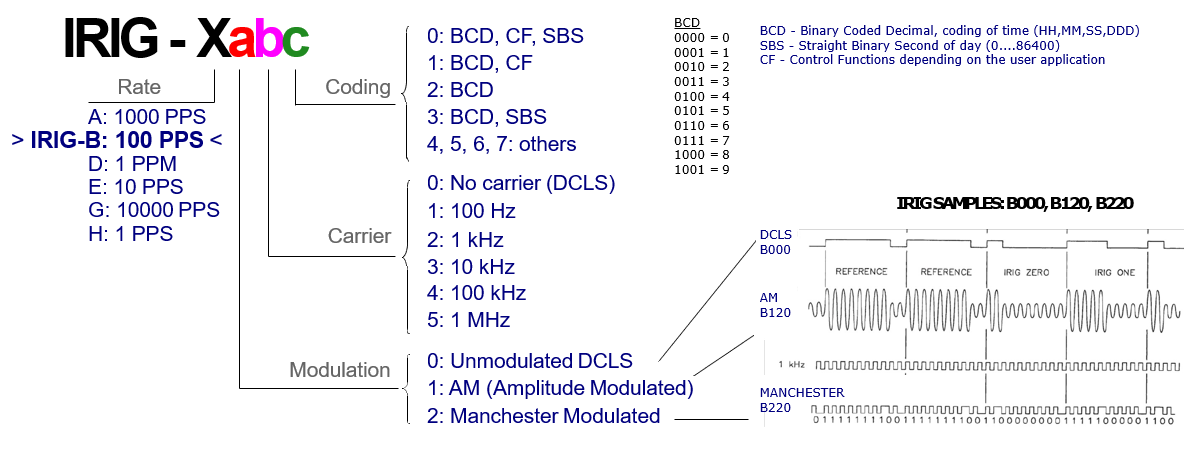 IRIG - Xabc
Rate
A: 1000 PPS
> IRIG-B: 100 PPS <
D: 1 PPM
E: 10 PPS
G: 10000 PPS
H: 1 PPS
Coding
0: BCD, CF, SBS
1: BCD, CF
2: BCD
3: BCD, SBS
4, 5, 6, 7: others
Carrier
0: No carrier (DCLS)
1: 100 Hz
2: 1 kHz
3: 10 kHz
4: 100 kHz
5: 1 MHz
Modulation
0: Unmodulated DCLS
1: AM (Amplitude Modulated)
2: Manchester Modulated
BCD
0000 = 0
0001 = 1
0010 = 2
0011 = 3
0100 = 4
0101 = 5
0110 = 6
0111 = 7
1000 = 8
1001 = 9
BCD - Binary Coded Decimal, coding of time (HH,MM,SS,DDD)
SBS - Straight Binary Second of day (0....86400)
CF - Control Functions depending on the user application
IRIG SAMPLES: B000, B120, B220
DCLS
B000
REFERENCE REFERENCE IRIG ZERO IRIG ONE
AM
B120
1 kHz
MANCHESTER
B220